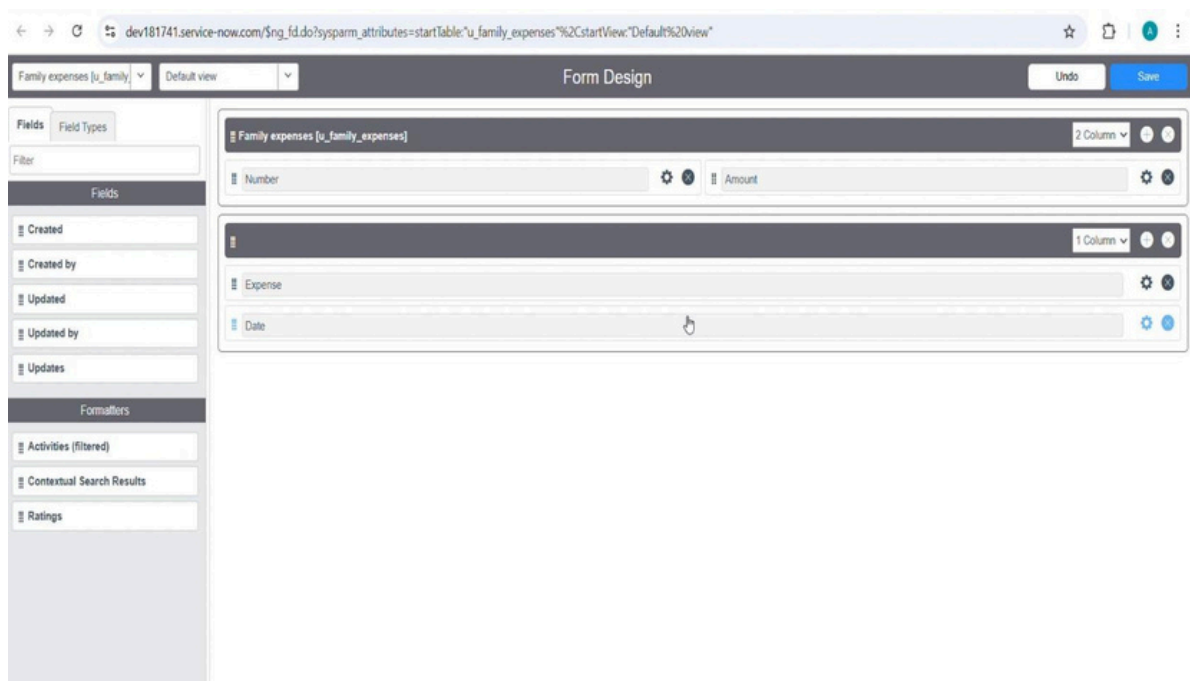 dev181741.service-now.com/$ng_fd.do?sysparm_attributes=startTable:"u_family_expenses"%2CstartView:"Default%20view"
A
Family expenses [u_family_
Default view
Form Design
Undo
Save
Fields
Field Types
Filter
Fields
Created
Created by
Updated
Updated by
Updates
Formatters
Activities (filtered)
Contextual Search Results
Ratings
Family expenses [u_family_expenses]
2 Column
Number
Amount
1 Column
Expense
Date